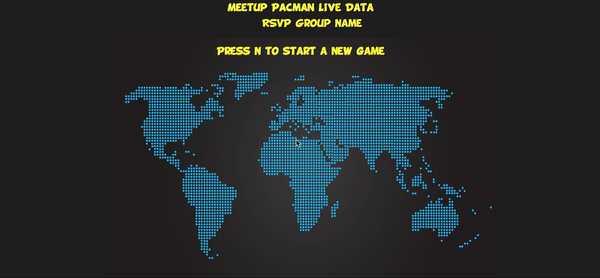 MEETUP PACMAN LIVE DATA
RSVP GROUP NAME
PRESS N TO START A NEW GAME